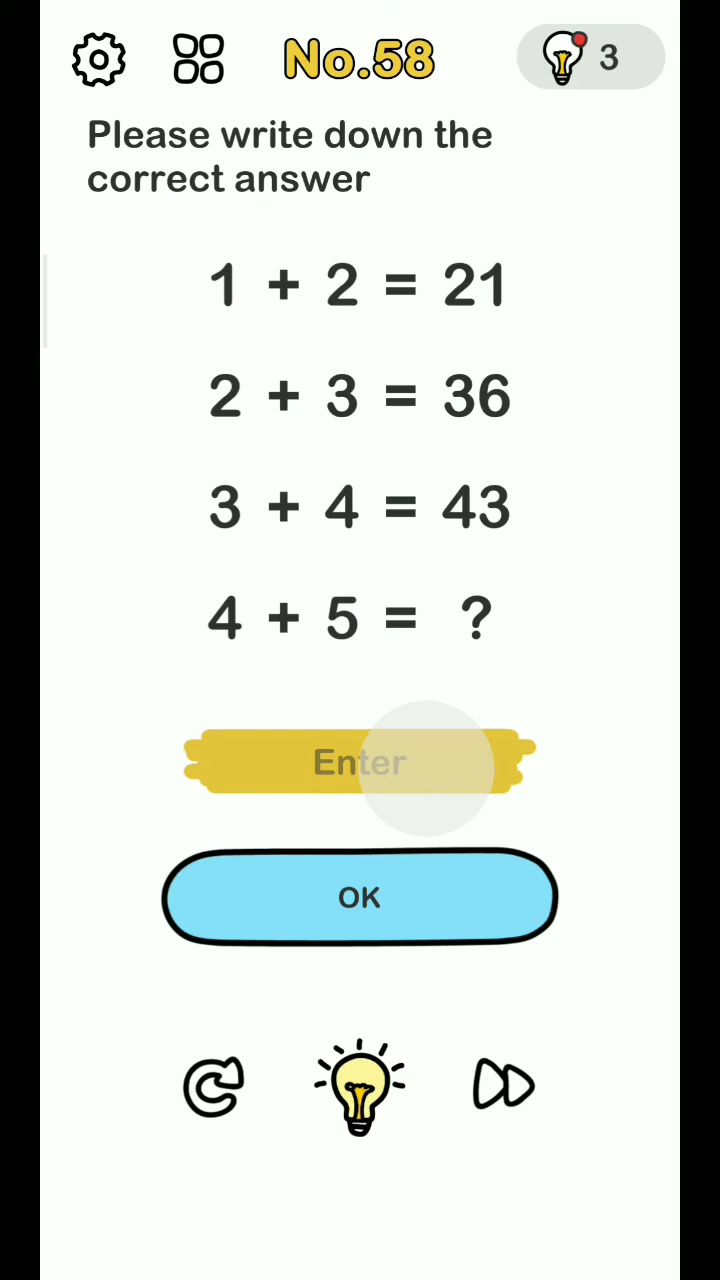 No.58
3
Please write down the
correct answer
1 + 2 = 21
2 + 3 = 36
3 + 4 = 43
4 + 5 = ?
Enter
OK